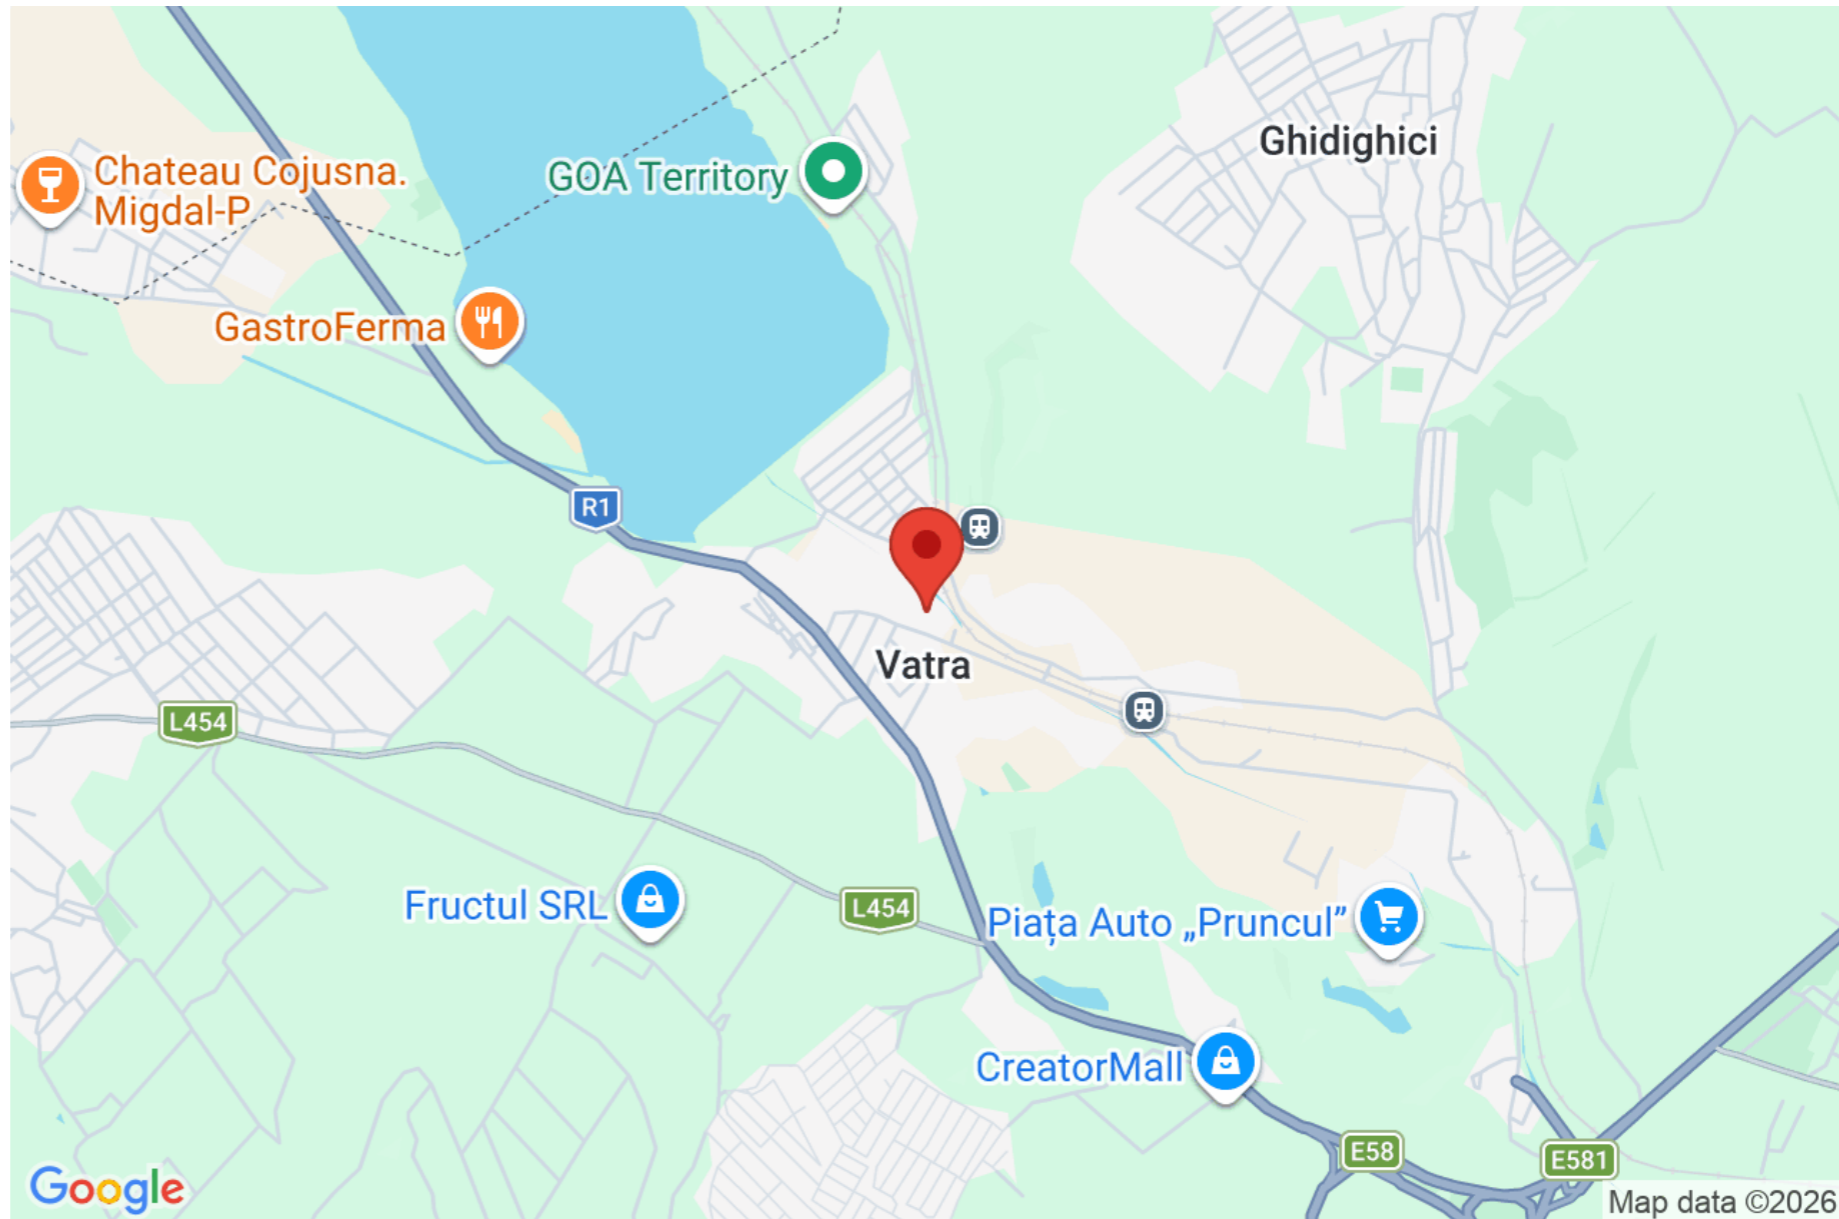 Ghidighici
Chateau Cojusna.
Migdal-P
GOA Territory
GastroFerma
R1
Vatra
L454
Fructul SRL
L454
Piața Auto „Pruncul”
CreatorMall
E58
E581
Google
Map data ©2026